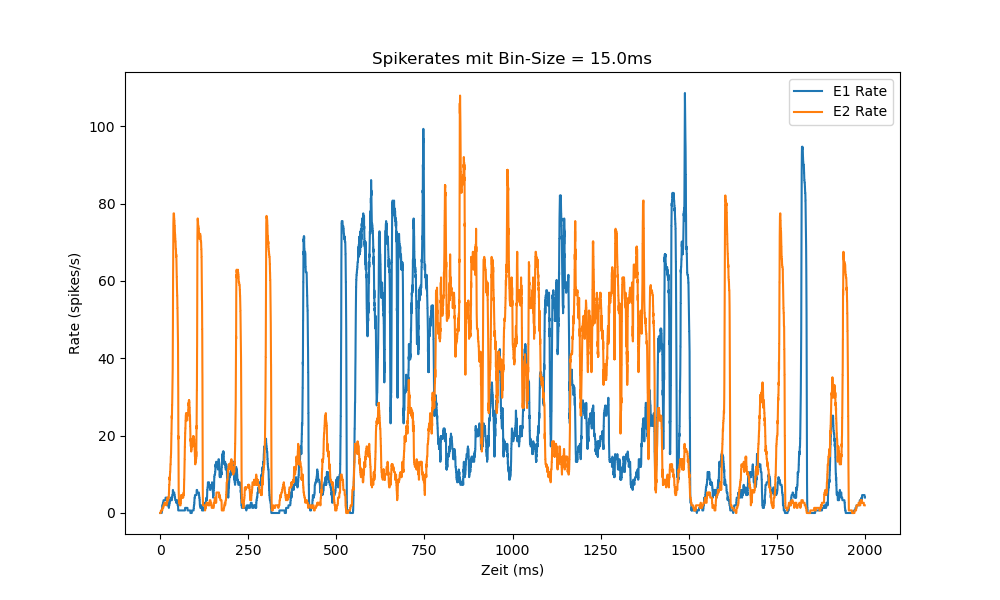 Spikerates mit Bin-Size = 15.0ms
E1 Rate
E2 Rate
100
80
60
40
20
0
Rate (spikes/s)
0 250 500 750 1000 1250 1500 1750 2000
Zeit (ms)